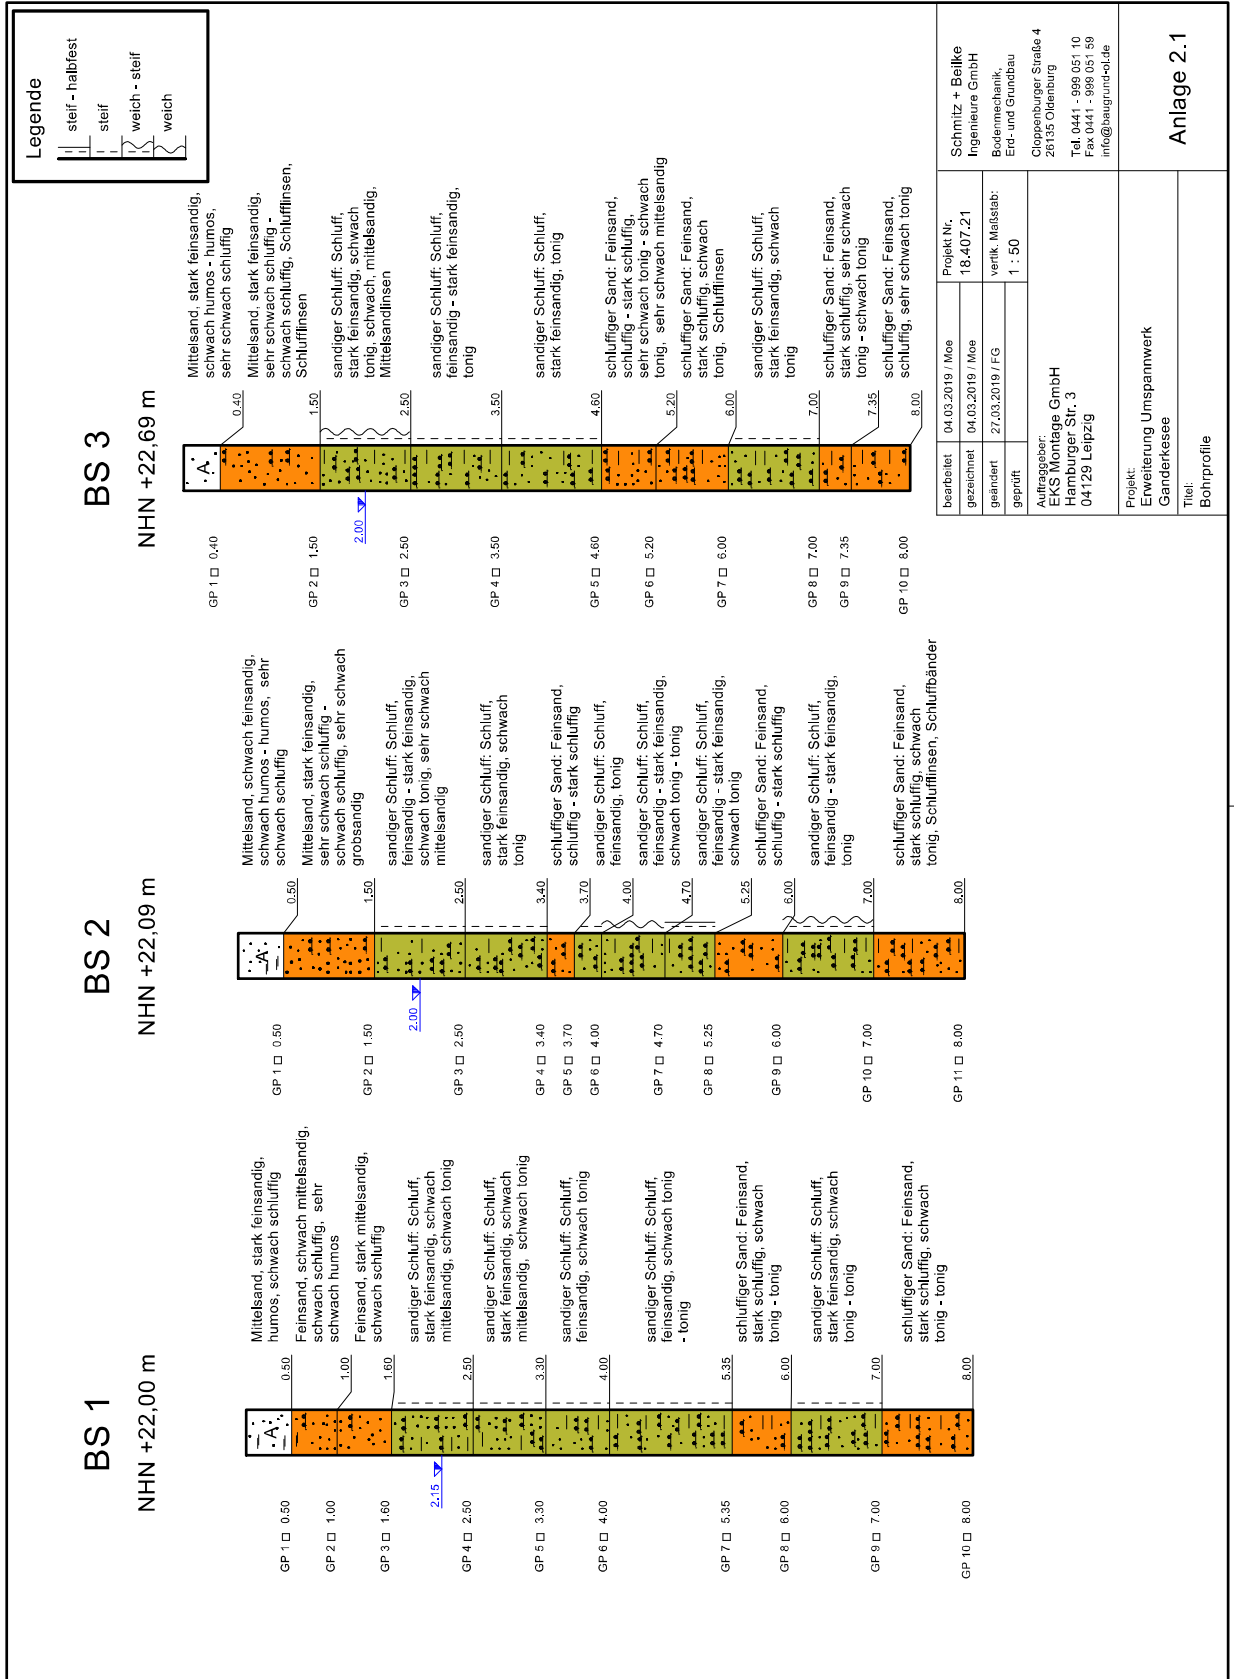 BS 1
NHN +22,00 m
GP 1 □ 0.50
GP 2 □ 1.00
GP 3 □ 1.60
GP 4 □ 2.50
GP 5 □ 3.30
GP 6 □ 4.00
GP 7 □ 5.35
GP 8 □ 6.00
GP 9 □ 7.00
GP 10 □ 8.00
2.15
A
0.50
1.00
1.60
2.50
3.30
4.00
5.35
6.00
7.00
8.00
Mittelsand, stark feinsandig,
humos, schwach schluffig
Feinsand, schwach mittelsandig,
schwach schluffig, sehr
schwach humos
Feinsand, stark mittelsandig,
schwach schluffig
sandiger Schluff: Schluff,
stark feinsandig, schwach
mittelsandig, schwach tonig
sandiger Schluff: Schluff,
stark feinsandig, schwach
mittelsandig, schwach tonig
sandiger Schluff: Schluff,
feinsandig, schwach tonig
sandiger Schluff: Schluff,
feinsandig, schwach tonig
- tonig
schluffiger Sand: Feinsand,
stark schluffig, schwach
tonig - tonig
sandiger Schluff: Schluff,
stark feinsandig, schwach
tonig - tonig
schluffiger Sand: Feinsand,
stark schluffig, schwach
tonig - tonig
BS 2
NHN +22,09 m
GP 1 □ 0.50
GP 2 □ 1.50
GP 3 □ 2.50
GP 4 □ 3.40
GP 5 □ 3.70
GP 6 □ 4.00
GP 7 □ 4.70
GP 8 □ 5.25
GP 9 □ 6.00
GP 10 □ 7.00
GP 11 □ 8.00
2.00
A
0.50
1.50
2.50
3.40
3.70
4.00
4.70
5.25
6.00
7.00
8.00
Mittelsand, schwach feinsandig,
schwach humos - humos, sehr
schwach schluffig
Mittelsand, stark feinsandig,
sehr schwach schluffig -
schwach schluffig, sehr schwach
grobsandig
sandiger Schluff: Schluff,
feinsandig - stark feinsandig,
schwach tonig, sehr schwach
mittelsandig
sandiger Schluff: Schluff,
stark feinsandig, schwach
tonig
schluffiger Sand: Feinsand,
schluffig - stark schluffig
sandiger Schluff: Schluff,
feinsandig, tonig
sandiger Schluff: Schluff,
feinsandig - stark feinsandig,
schwach tonig - tonig
sandiger Schluff: Schluff,
feinsandig - stark feinsandig,
schwach tonig
schluffiger Sand: Feinsand,
schluffig - stark schluffig
sandiger Schluff: Schluff,
feinsandig - stark feinsandig,
tonig
schluffiger Sand: Feinsand,
stark schluffig, schwach
tonig, Schlufflinsen, Schluffbänder
BS 3
NHN +22,69 m
GP 1 □ 0.40
GP 2 □ 1.50
GP 3 □ 2.50
GP 4 □ 3.50
GP 5 □ 4.60
GP 6 □ 5.20
GP 7 □ 6.00
GP 8 □ 7.00
GP 9 □ 7.35
GP 10 □ 8.00
2.00
A
0.40
1.50
2.50
3.50
4.60
5.20
6.00
7.00
7.35
8.00
Mittelsand, stark feinsandig,
schwach humos - humos,
sehr schwach schluffig
Mittelsand, stark feinsandig,
sehr schwach schluffig -
schwach schluffig, Schlufflinsen,
Schlufflinsen
sandiger Schluff: Schluff,
stark feinsandig, schwach
tonig, schwach, mittelsandig,
Mittelsandlinsen
sandiger Schluff: Schluff,
feinsandig - stark feinsandig,
tonig
sandiger Schluff: Schluff,
stark feinsandig, tonig
schluffiger Sand: Feinsand,
schluffig - stark schluffig,
sehr schwach tonig - schwach
tonig, sehr schwach mittelsandig
schluffiger Sand: Feinsand,
stark schluffig, schwach
tonig, Schlufflinsen
sandiger Schluff: Schluff,
stark feinsandig, schwach
tonig
schluffiger Sand: Feinsand,
stark schluffig, sehr schwach
tonig - schwach tonig
schluffiger Sand: Feinsand,
schluffig, sehr schwach tonig
Legende
steif - halbfest
steif
weich - steif
weich
bearbeitet 04.03.2019 / Moe
gezeichnet 04.03.2019 / Moe
geändert 27.03.2019 / FG
geprüft
Projekt Nr.
18.407.21
vertik. Maßstab:
1 : 50
Schmitz + Beilke
Ingenieure GmbH
Bodenmechanik,
Erd- und Grundbau
Cloppenburger Straße 4
26135 Oldenburg
Tel. 0441 - 999 051 10
Fax 0441 - 999 051 59
info@baugrund-ol.de
Auftraggeber:
EKS Montage GmbH
Hamburger Str. 3
04129 Leipzig
Projekt:
Erweiterung Umspannwerk
Ganderkesee
Titel:
Bohrprofile
Anlage 2.1